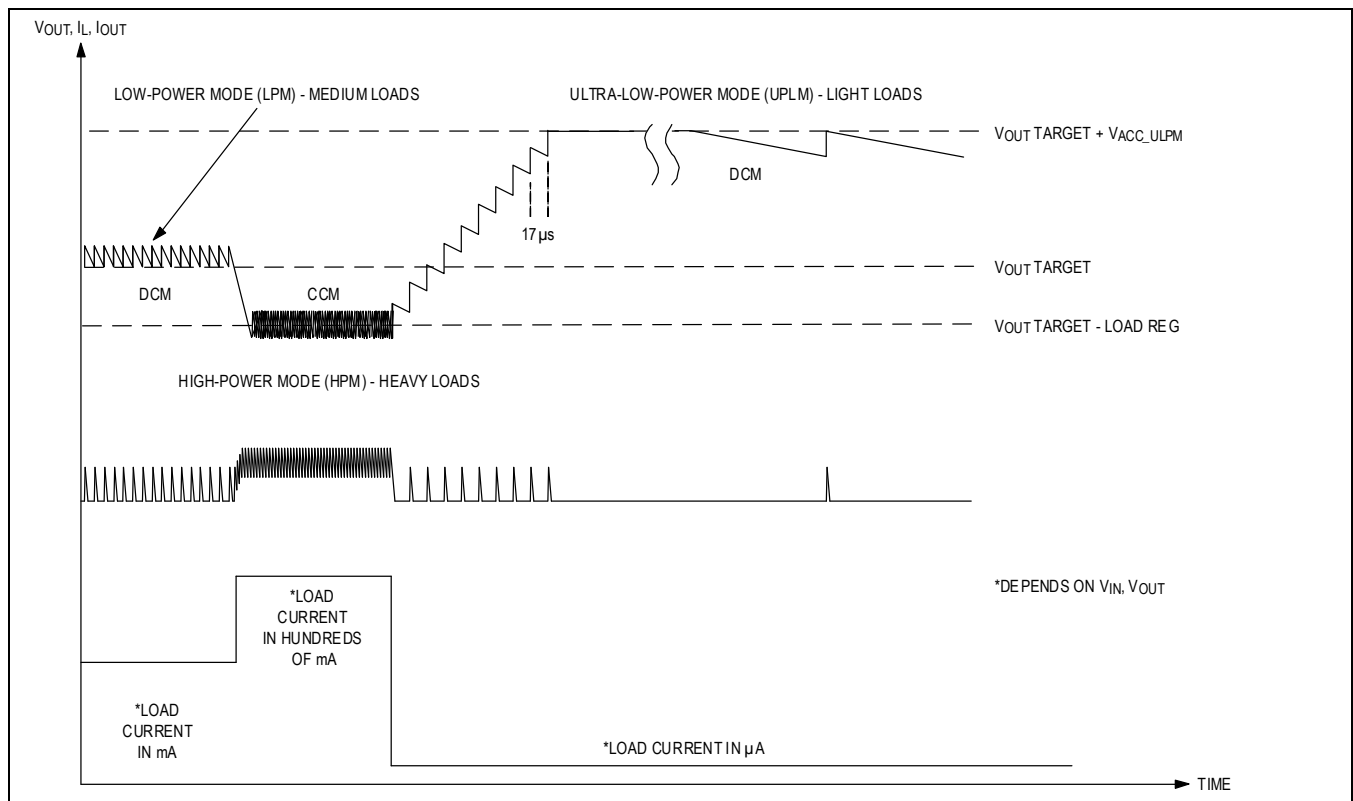 VOUT, IL, IOUT
LOW-POWER MODE (LPM) - MEDIUM LOADS
ULTRA-LOW-POWER MODE (UPLM) - LIGHT LOADS
VOUT TARGET + VACC_ULPM
DCM
17 µs
VOUT TARGET
DCM
CCM
VOUT TARGET - LOAD REG
HIGH-POWER MODE (HPM) - HEAVY LOADS
*LOAD
CURRENT
IN HUNDREDS
OF mA
*DEPENDS ON VIN, VOUT
*LOAD
CURRENT
IN mA
*LOAD CURRENT IN µA
TIME